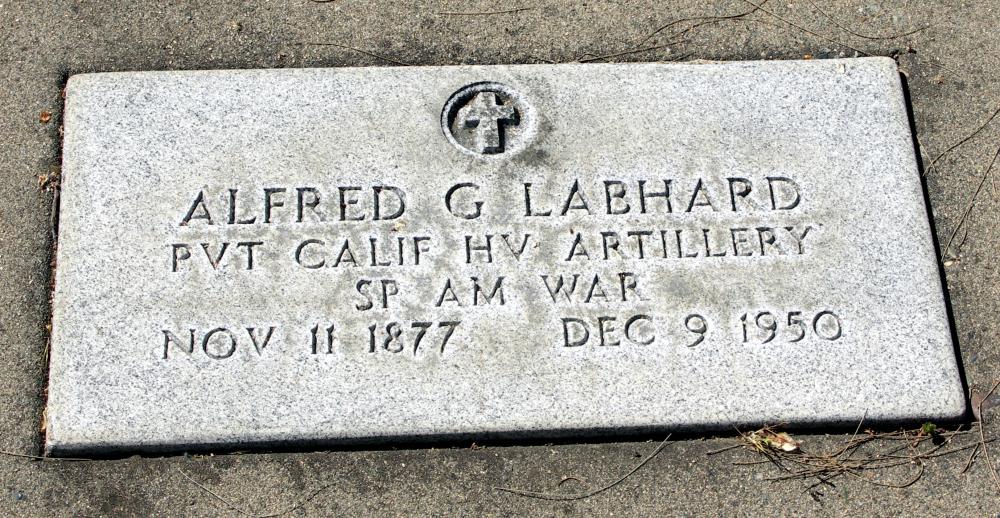 ALFRED G LABHARD
PVT CALIF HV ARTILLERY
SP AM WAR
NOV 11 1877 DEC 9 1950